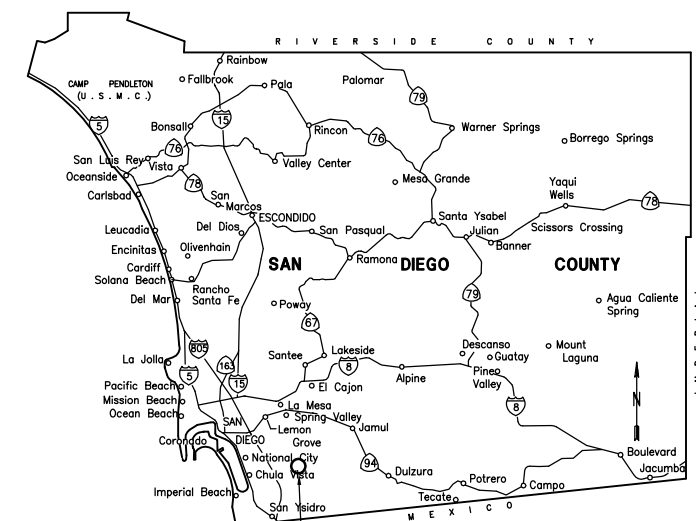 RIVERSIDE COUNTY
Rainbow
CAMP PENDLETON
(U.S.M.C.)
Fallbrook
Pala
Palomar
79
5
15
Bonsall
Rincon
76
Warner Springs
Borrego Springs
San Luis Rey
76
Vista
Valley Center
Oceanside
78
Mesa Grande
Yaqui
Wells
Carlsbad
San
Marcos
78
ESCONDIDO
Santa Ysabel
Leucadia
Del Dios
San Pasqual
Julian
Scissors Crossing
Encinitas
Olivenhain
Banner
Cardiff
SAN DIEGO COUNTY
Ramona
Solana Beach
Rancho
Santa Fe
79
Del Mar
Poway
Agua Caliente
Spring
67
805
Descanso
Mount
Laguna
La Jolla
163
Santee
Lakeside
8
Guatay
5
15
Alpine
Pine
Valley
Pacific Beach
El Cajon
Mission Beach
La Mesa
8
N
Ocean Beach
SAN
DIEGO
Spring Valley
Lemon
Grove
Jamul
Coronado
Boulevard
National City
94
Jacumba
Chula Vista
Dulzura
Potrero
Campo
Imperial Beach
Tecate
San Ysidro
MEXICO